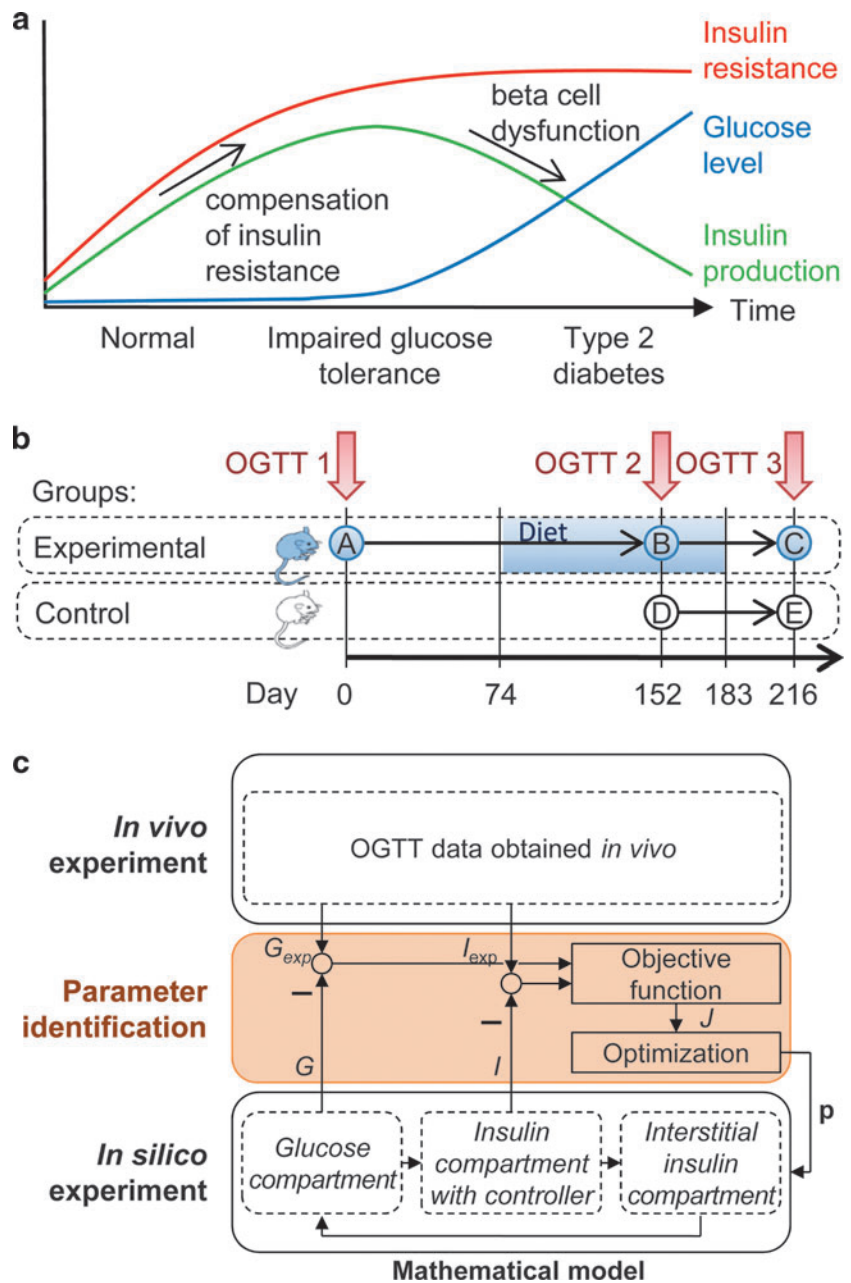 a
Insulin
resistance
beta cell
dysfunction
Glucose
level
compensation
of insulin
resistance
Insulin
production
Time
Normal
Impaired glucose
tolerance
Type 2
diabetes
b
OGTT 1
OGTT 2
OGTT 3
Groups:
Experimental
A
Diet
B
C
Control
D
E
Day
0
74
152
183
216
c
In vivo
experiment
OGTT data obtained in vivo
Parameter
identification
Gexp
Iexp
Objective
function
–
–
J
Optimization
G
I
p
In silico
experiment
Glucose
compartment
Insulin
compartment
with controller
Interstitial
insulin
compartment
Mathematical model